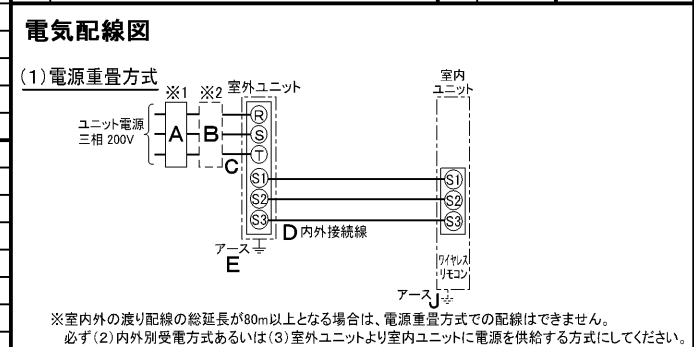 電気配線図
(1)電源重畳方式
※1 ※2 室外ユニット
室内
ユニット
ユニット電源
三相 200V
A B
R
S
T
C
S1 S1
S2 S2
S3 S3
D 内外接続線
アース
E
ワイヤレス
リモコン
アース J
※室内外の渡り配線の総延長が80m以上となる場合は、電源重畳方式での配線はできません。
必ず(2)内外別受電方式あるいは(3)室外ユニットより室内ユニットに電源を供給する方式にしてください。